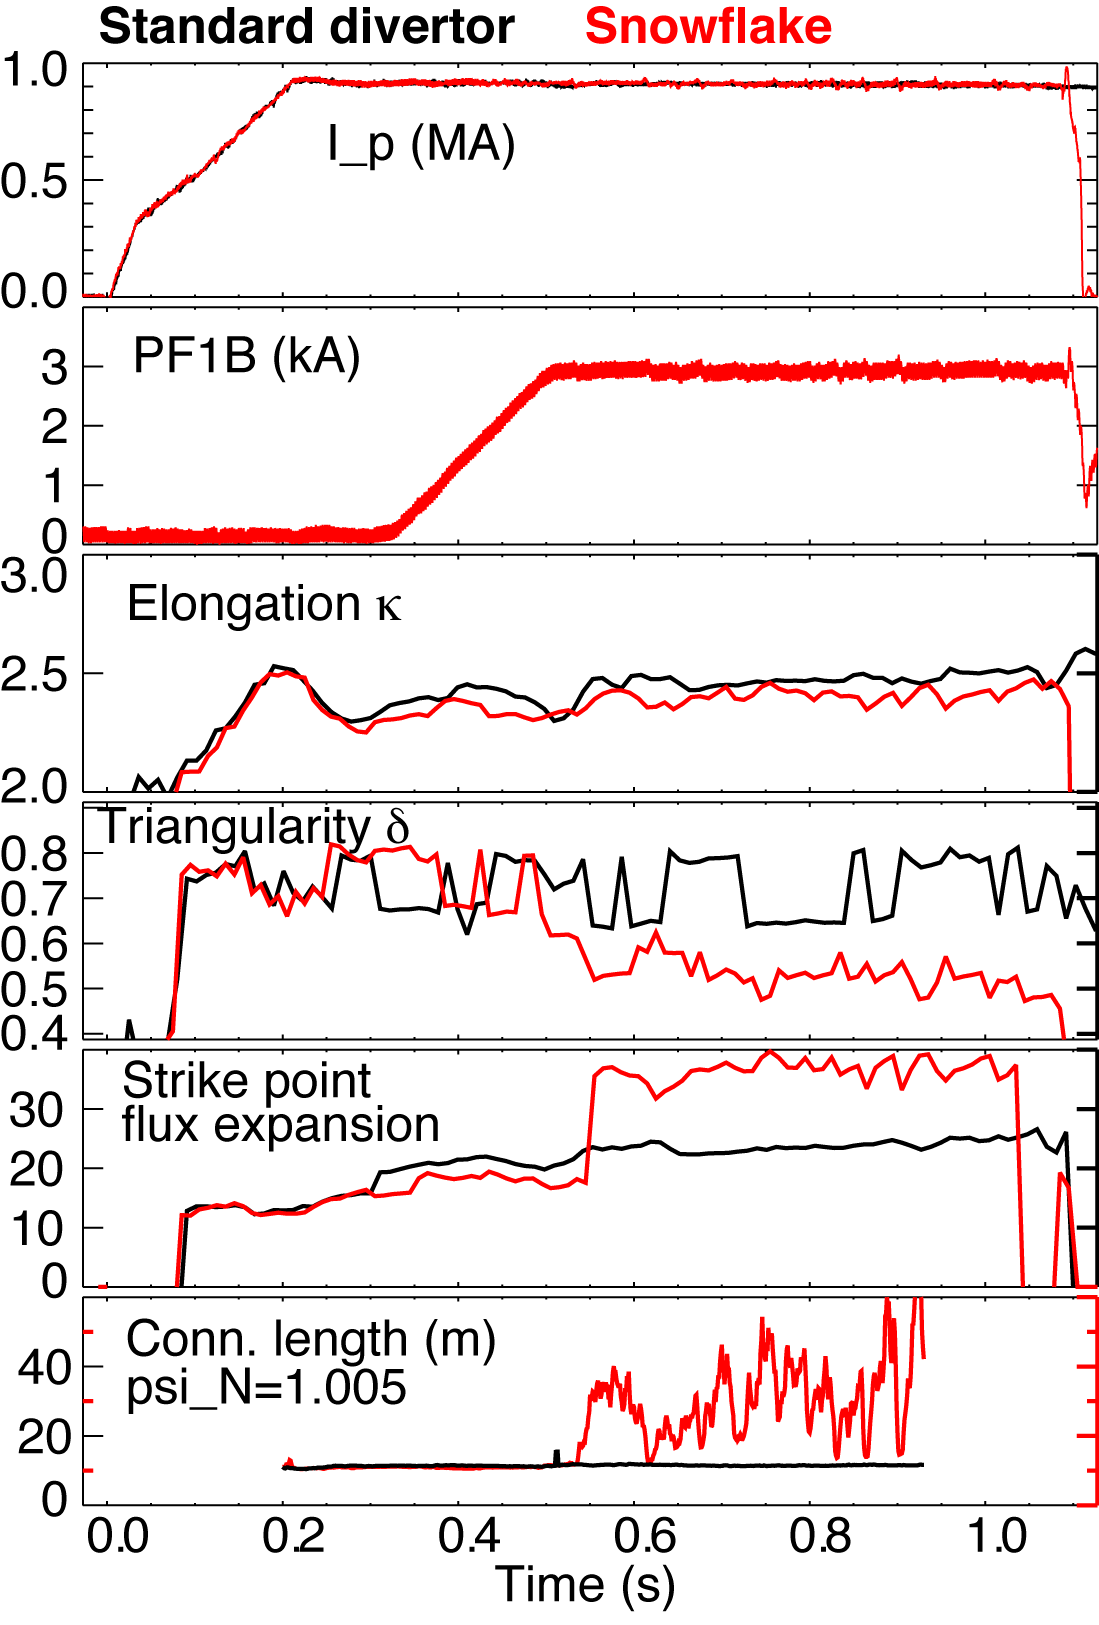 Standard divertor Snowflake
1.0
I_p (MA)
0.5
0.0
PF1B (kA)
3
2
1
0
3.0
Elongation κ
2.5
2.0
Triangularity δ
0.8
0.7
0.6
0.5
0.4
Strike point
flux expansion
30
20
10
0
Conn. length (m)
40
psi_N=1.005
20
0
0.0 0.2 0.4 0.6 0.8 1.0
Time (s)